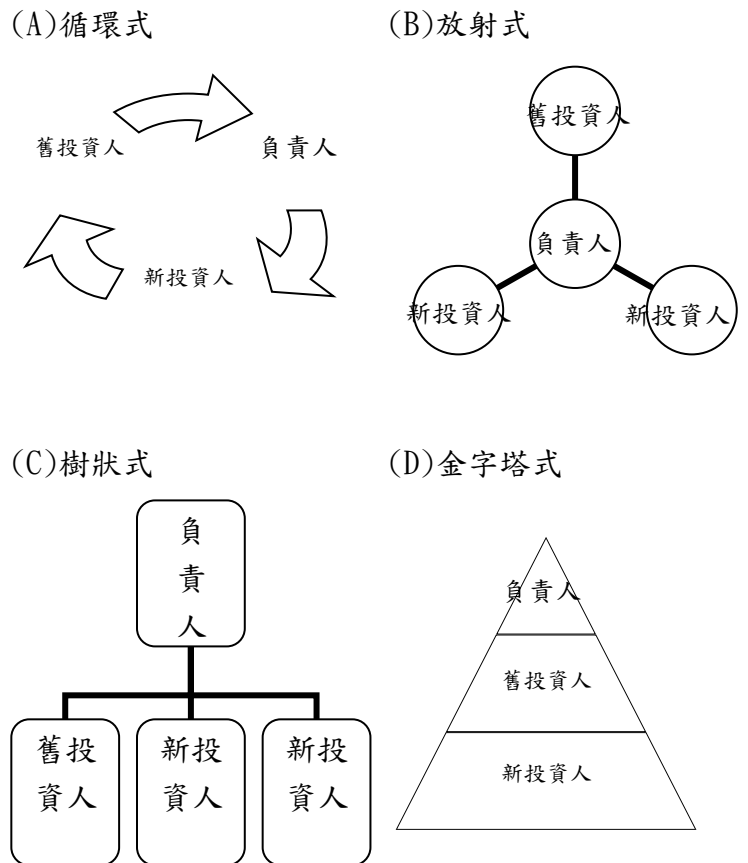 (A)循環式
(B)放射式
舊投資人
負責人
新投資人
舊投資人
負責人
新投資人
新投資人
(C)樹狀式
(D)金字塔式
負
責
人
舊投
資人
新投
資人
新投
資人
負責人
舊投資人
新投資人